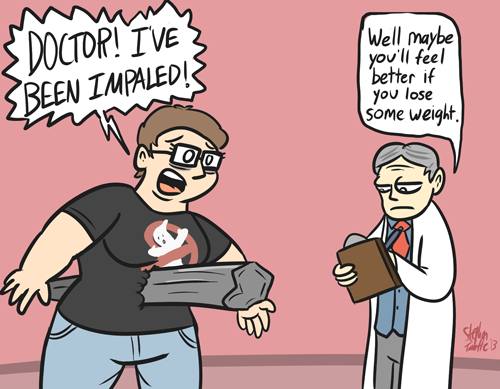 DOCTOR! I'VE
BEEN IMPALED!
Well maybe
you'll feel
better if
you lose
some weight.